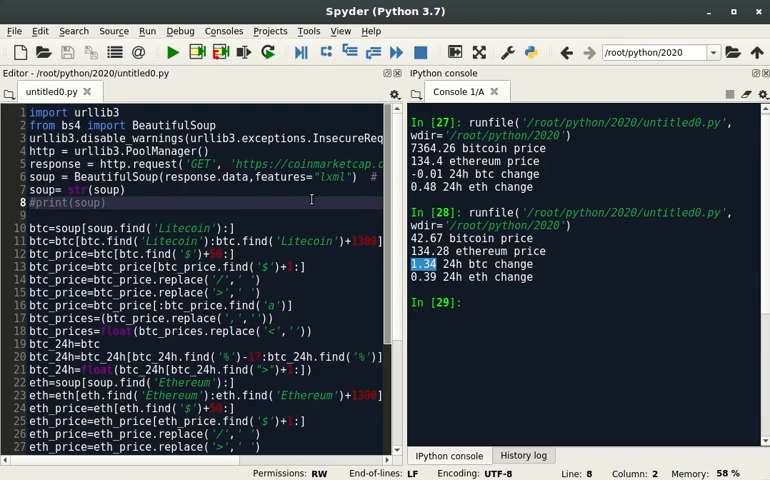 Spyder (Python 3.7)
File Edit Search Source Run Debug Consoles Projects Tools View Help
/root/python/2020
Editor - /root/python/2020/untitled0.py
untitled0.py
1 import urllib3
2 from bs4 import BeautifulSoup
3 urllib3.disable_warnings(urllib3.exceptions.InsecureReq
4 http = urllib3.PoolManager()
5 response = http.request('GET', 'https://coinmarketcap.c
6 soup = BeautifulSoup(response.data,features="lxml") #
7 soup= str(soup)
8 #print(soup)
9
10 btc=soup[soup.find('Litecoin'):]
11 btc=btc[btc.find('Litecoin'):btc.find('Litecoin')+1300]
12 btc_price=btc[btc.find('$')+50:]
13 btc_price=btc_price[btc_price.find('$')+1:]
14 btc_price=btc_price.replace('/',' ')
15 btc_price=btc_price.replace('>',' ')
16 btc_price=btc_price[:btc_price.find('a')]
17 btc_prices=(btc_price.replace(',',''))
18 btc_prices=float(btc_prices.replace('<',''))
19 btc_24h=btc
20 btc_24h=btc_24h[btc_24h.find('%')-17:btc_24h.find('%')]
21 btc_24h=float(btc_24h[btc_24h.find(">")+1:])
22 eth=soup[soup.find('Ethereum'):]
23 eth=eth[eth.find('Ethereum'):eth.find('Ethereum')+1300]
24 eth_price=eth[eth.find('$')+50:]
25 eth_price=eth_price[eth_price.find('$')+1:]
26 eth_price=eth_price.replace('/',' ')
27 eth_price=eth_price.replace('>',' ')
IPython console
Console 1/A
In [27]: runfile('/root/python/2020/untitled0.py',
wdir='/root/python/2020')
7364.26 bitcoin price
134.4 ethereum price
-0.01 24h btc change
0.48 24h eth change
In [28]: runfile('/root/python/2020/untitled0.py',
wdir='/root/python/2020')
42.67 bitcoin price
134.28 ethereum price
1.34 24h btc change
0.39 24h eth change
In [29]:
IPython console History log
Permissions: RW End-of-lines: LF Encoding: UTF-8 Line: 8 Column: 2 Memory: 58 %